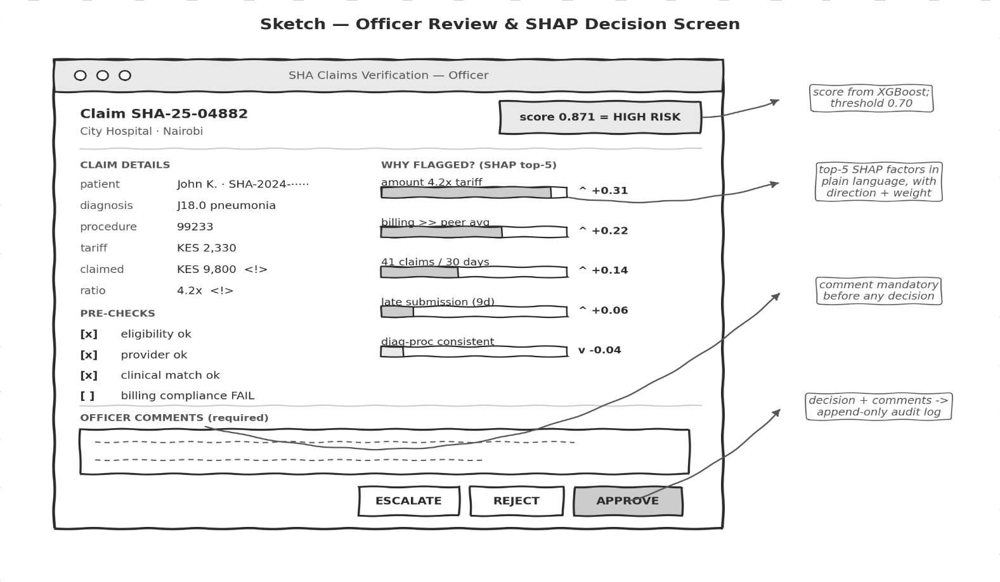 Sketch — Officer Review & SHAP Decision Screen
SHA Claims Verification — Officer
Claim SHA-25-04882
City Hospital · Nairobi
score 0.871 = HIGH RISK
CLAIM DETAILS
patient John K. · SHA-2024-·····
diagnosis J18.0 pneumonia
procedure 99233
tariff KES 2,330
claimed KES 9,800 <!>
ratio 4.2x <!>
PRE-CHECKS
[x] eligibility ok
[x] provider ok
[x] clinical match ok
[ ] billing compliance FAIL
WHY FLAGGED? (SHAP top-5)
amount 4.2x tariff
^ +0.31
billing >> peer avg
^ +0.22
41 claims / 30 days
^ +0.14
late submission (9d)
^ +0.06
diag-proc consistent
v -0.04
OFFICER COMMENTS (required)
ESCALATE
REJECT
APPROVE
score from XGBoost;
threshold 0.70
top-5 SHAP factors in
plain language, with
direction + weight
comment mandatory
before any decision
decision + comments ->
append-only audit log